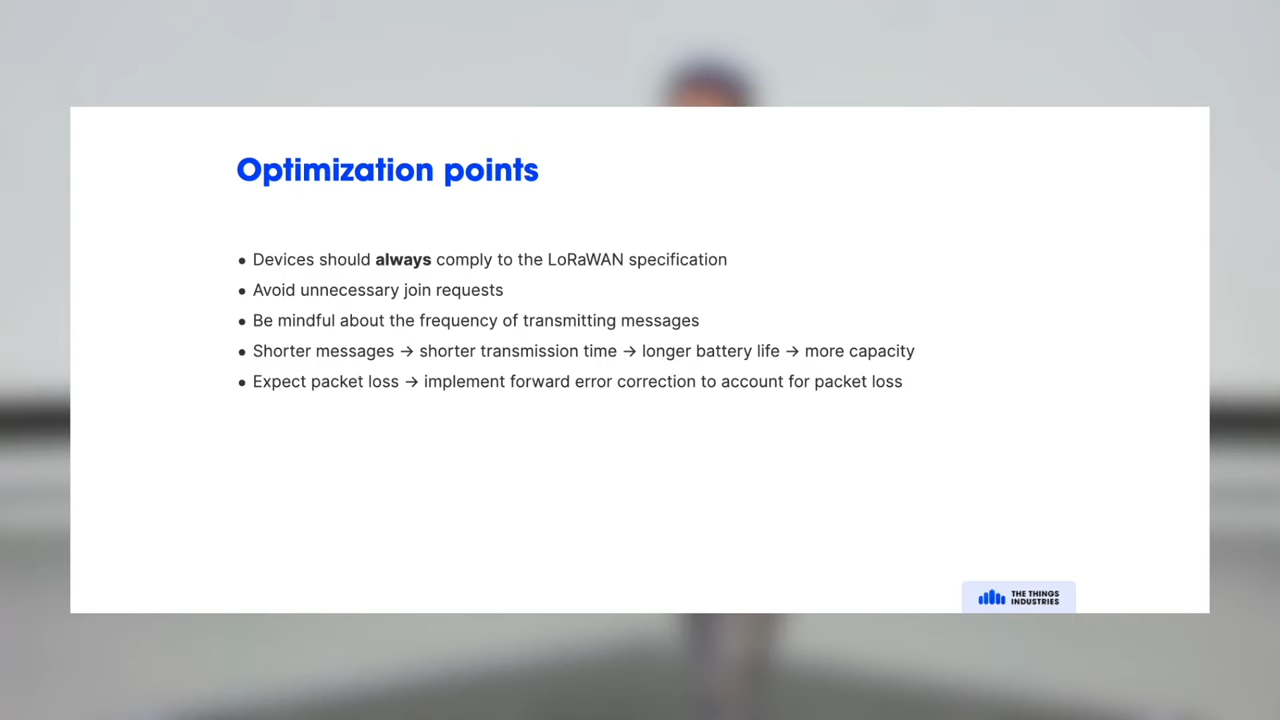 Optimization points
• Devices should always comply to the LoRaWAN specification
• Avoid unnecessary join requests
• Be mindful about the frequency of transmitting messages
• Shorter messages → shorter transmission time → longer battery life → more capacity
• Expect packet loss → implement forward error correction to account for packet loss
THE THINGS
INDUSTRIES